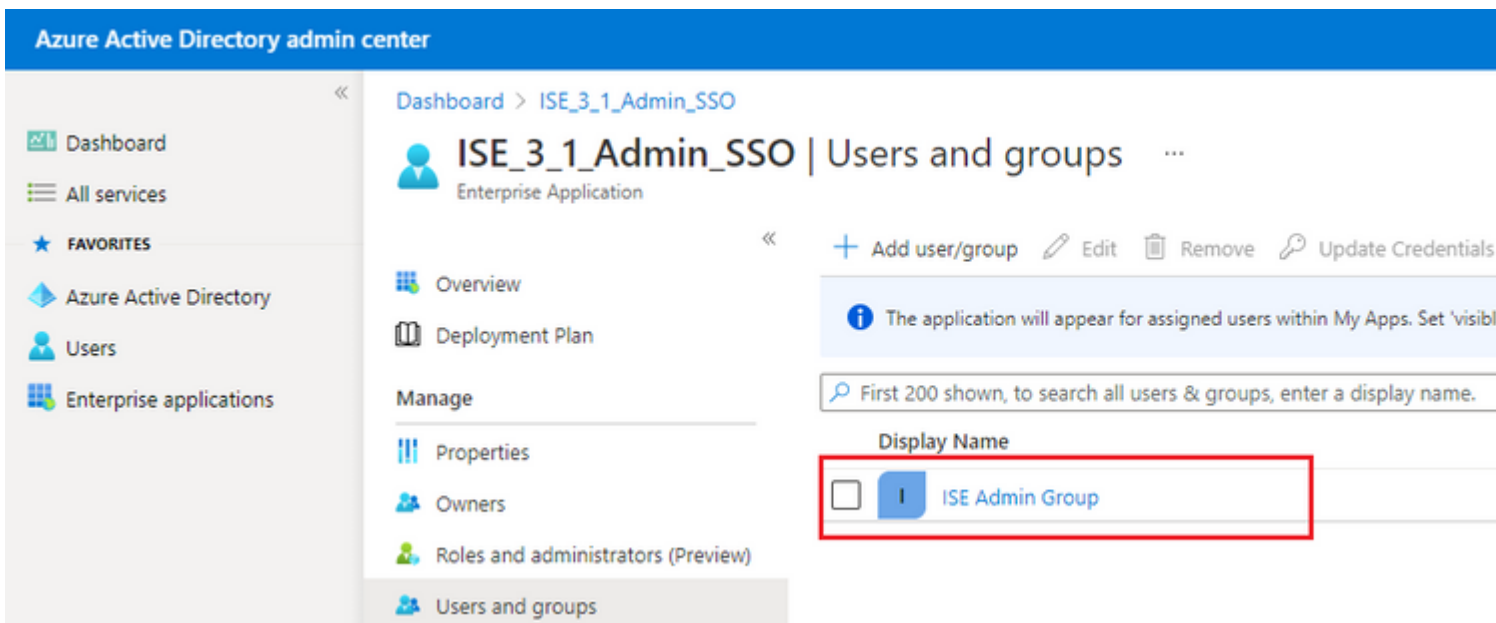 Azure Active Directory admin center
«
Dashboard
All services
FAVORITES
Azure Active Directory
Users
Enterprise applications
Dashboard > ISE_3_1_Admin_SSO
ISE_3_1_Admin_SSO | Users and groups ...
Enterprise Application
«
Overview
Deployment Plan
Manage
Properties
Owners
Roles and administrators (Preview)
Users and groups
+ Add user/group Edit Remove Update Credentials
The application will appear for assigned users within My Apps. Set 'visibl
First 200 shown, to search all users & groups, enter a display name.
Display Name
I ISE Admin Group